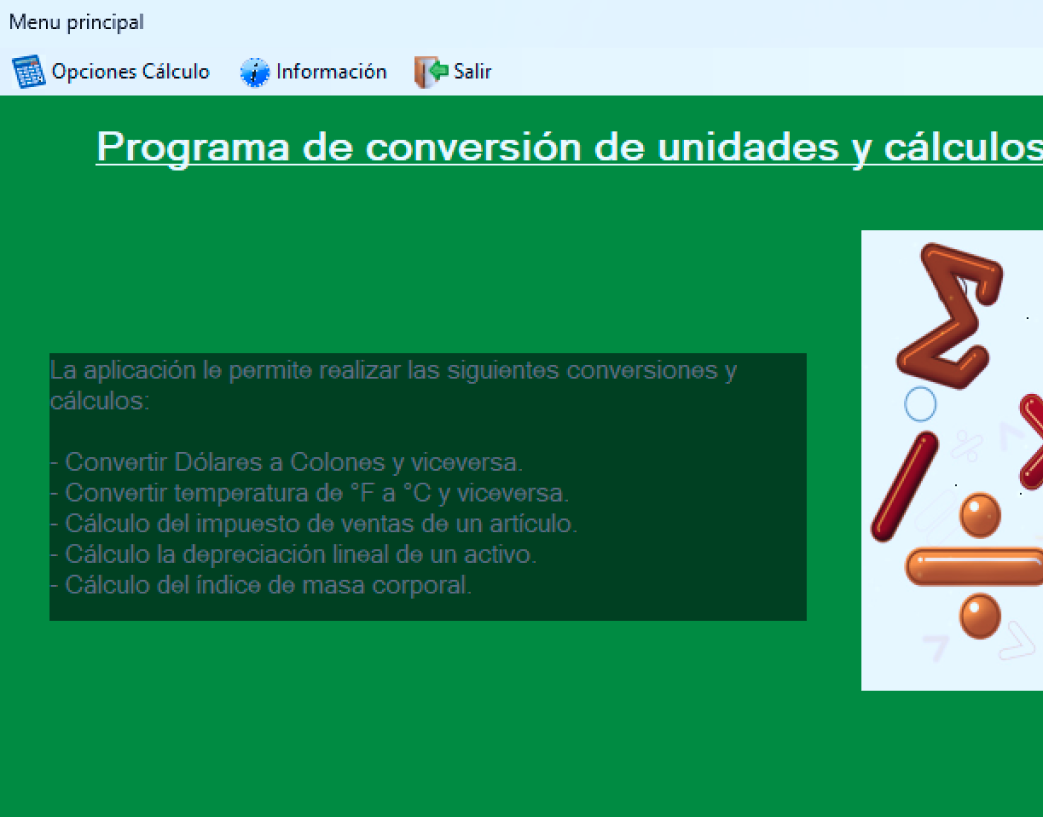 Menu principal
Opciones Cálculo Información Salir
Programa de conversión de unidades y cálculos
La aplicación le permite realizar las siguientes conversiones y
cálculos:
- Convertir Dólares a Colones y viceversa.
- Convertir temperatura de °F a °C y viceversa.
- Cálculo del impuesto de ventas de un artículo.
- Cálculo la depreciación lineal de un activo.
- Cálculo del índice de masa corporal.